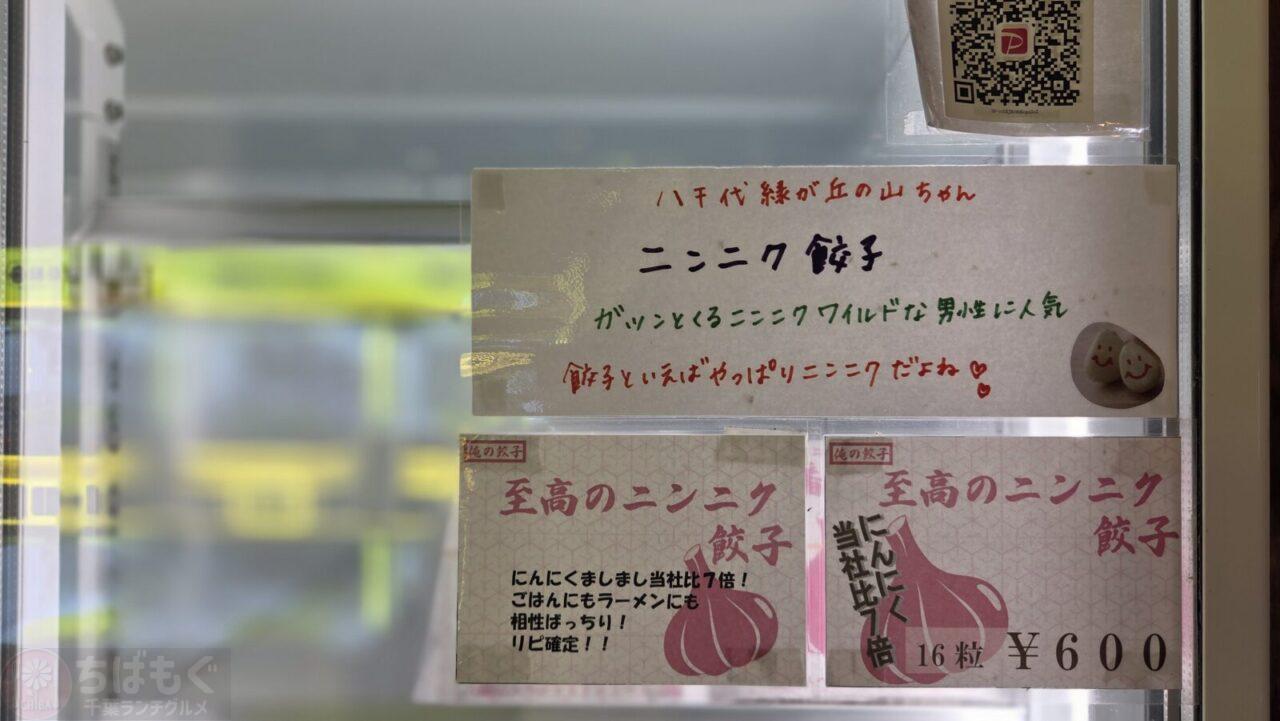 八千代緑が丘の山ちゃん
ニンニク餃子
ガツンとくるニンニクワイルドな男性に人気
餃子といえばやっぱりニンニクだよね
俺の餃子
至高のニンニク
餃子
にんにくましまし当社比7倍！
ごはんにもラーメンにも
相性ばっちり！
リピ確定！！
俺の餃子
至高のニンニク
餃子
にんにく
当社比7倍
16粒 ¥600
ちばもぐ
千葉ランチグルメ
CHIBA